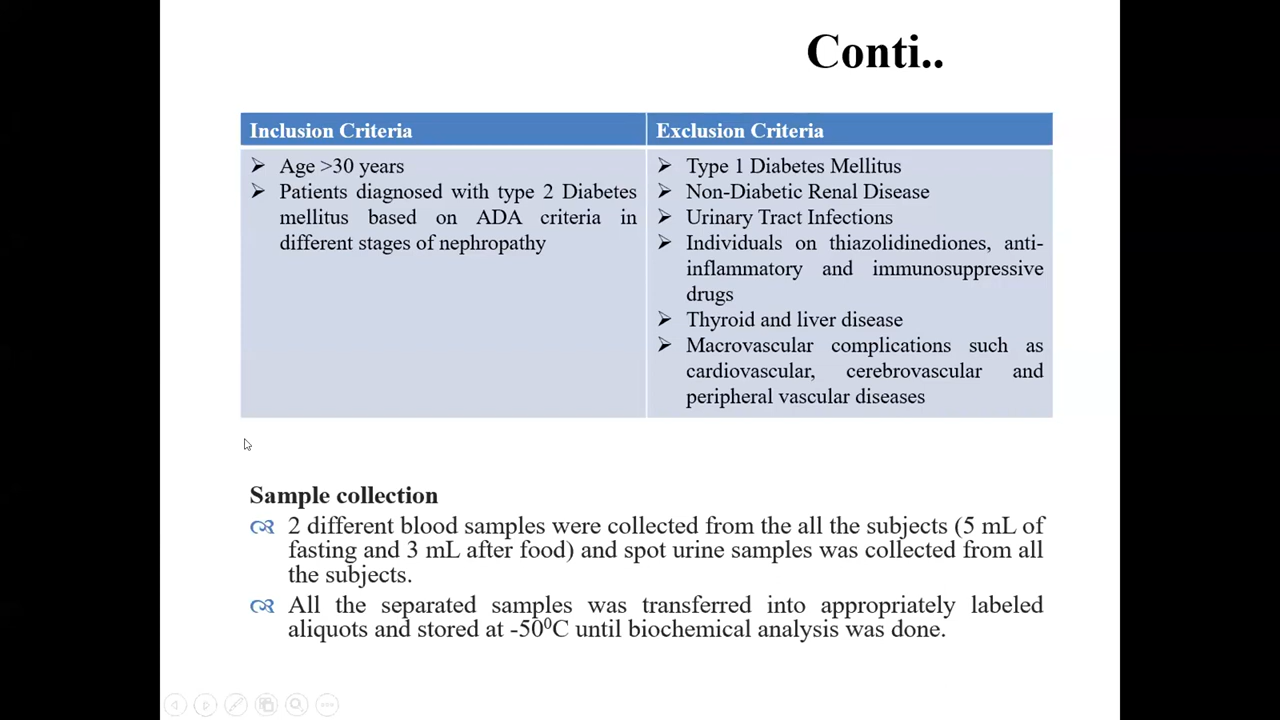 Conti..
Inclusion Criteria
Exclusion Criteria
Age >30 years
Patients diagnosed with type 2 Diabetes
mellitus based on ADA criteria in
different stages of nephropathy
Type 1 Diabetes Mellitus
Non-Diabetic Renal Disease
Urinary Tract Infections
Individuals on thiazolidinediones, anti-
inflammatory and immunosuppressive
drugs
Thyroid and liver disease
Macrovascular complications such as
cardiovascular, cerebrovascular and
peripheral vascular diseases
Sample collection
2 different blood samples were collected from the all the subjects (5 mL of
fasting and 3 mL after food) and spot urine samples was collected from all
the subjects.
All the separated samples was transferred into appropriately labeled
aliquots and stored at -50⁰C until biochemical analysis was done.